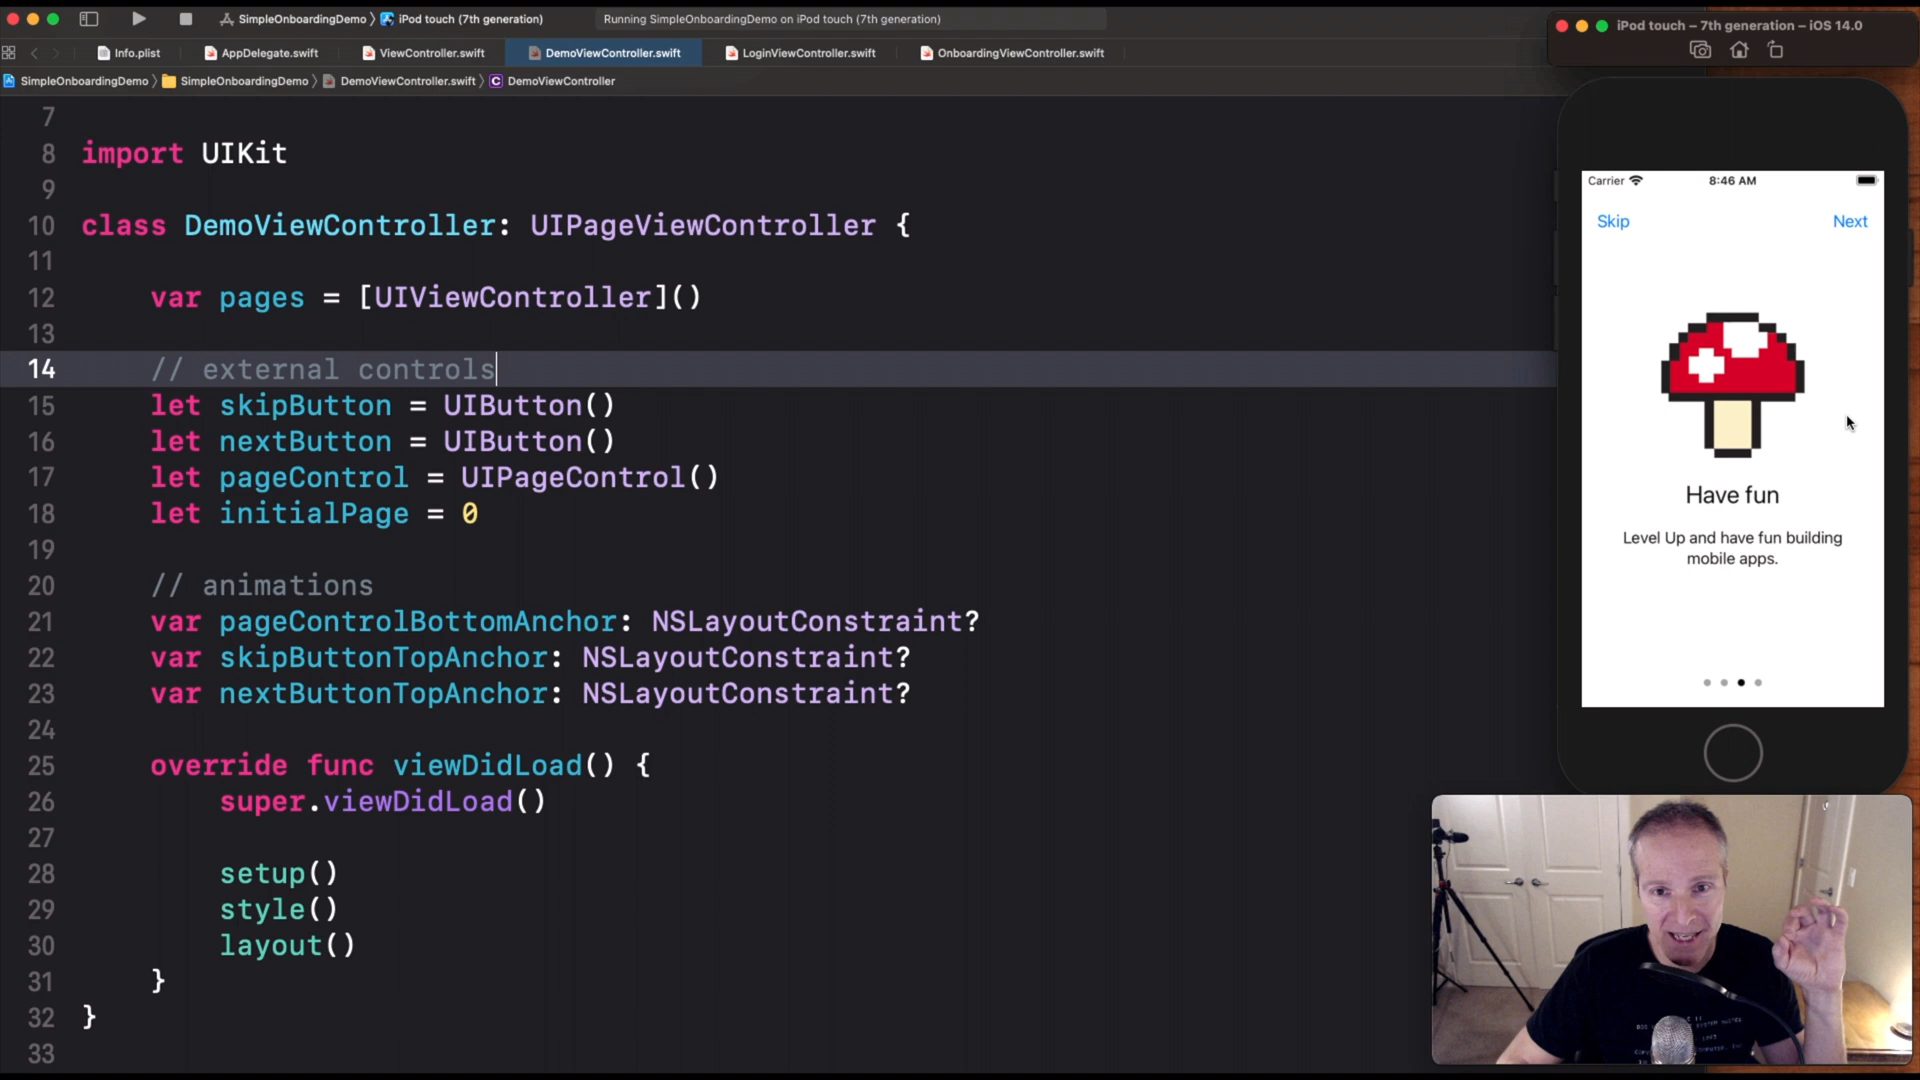 SimpleOnboardingDemo 〉 iPod touch (7th generation)
Running SimpleOnboardingDemo on iPod touch (7th generation)
iPod touch – 7th generation – iOS 14.0
Info.plist
AppDelegate.swift
ViewController.swift
DemoViewController.swift
LoginViewController.swift
OnboardingViewController.swift
SimpleOnboardingDemo 〉 SimpleOnboardingDemo 〉 DemoViewController.swift 〉 C DemoViewController
7
8 import UIKit
9
10 class DemoViewController: UIPageViewController {
11
12 var pages = [UIViewController]()
13
14 // external controls
15 let skipButton = UIButton()
16 let nextButton = UIButton()
17 let pageControl = UIPageControl()
18 let initialPage = 0
19
20 // animations
21 var pageControlBottomAnchor: NSLayoutConstraint?
22 var skipButtonTopAnchor: NSLayoutConstraint?
23 var nextButtonTopAnchor: NSLayoutConstraint?
24
25 override func viewDidLoad() {
26 super.viewDidLoad()
27
28 setup()
29 style()
30 layout()
31 }
32 }
33
Carrier 8:46 AM
Skip Next
Have fun
Level Up and have fun building
mobile apps.